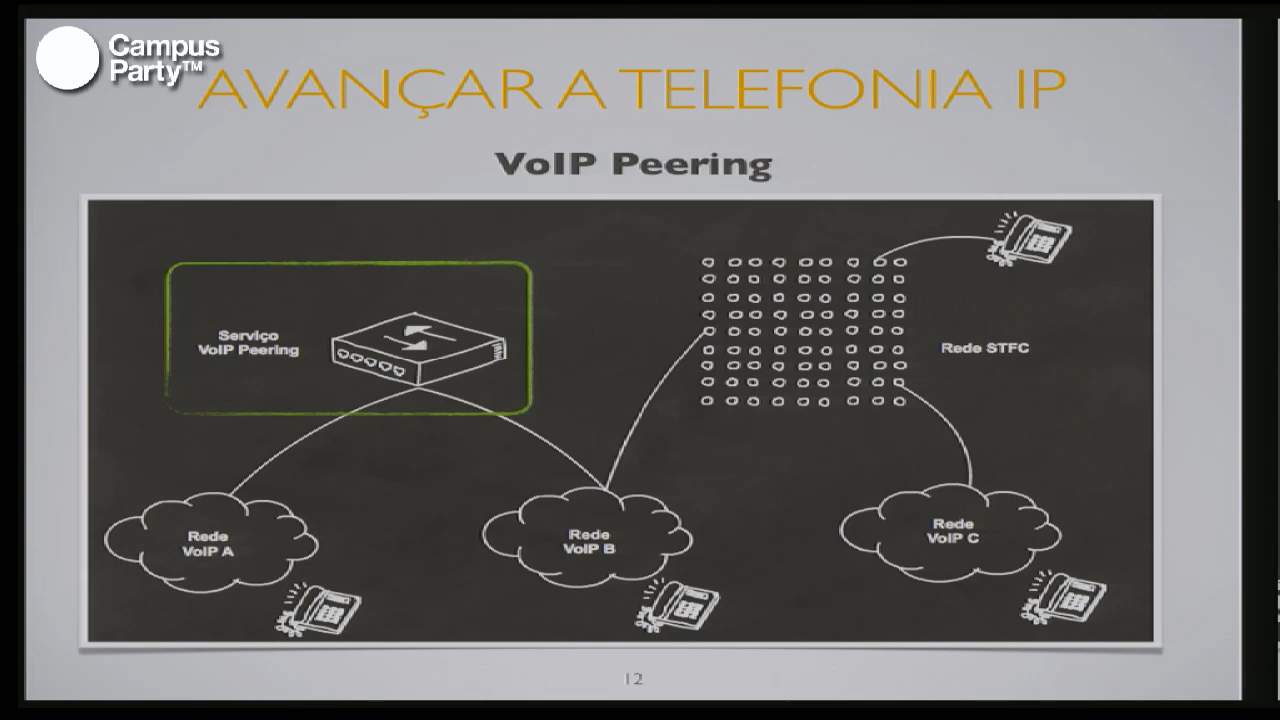 Campus
Party™
AVANÇAR A TELEFONIA IP
VoIP Peering
Serviço
VoIP Peering
Rede STFC
Rede
VoIP A
Rede
VoIP B
Rede
VoIP C
12